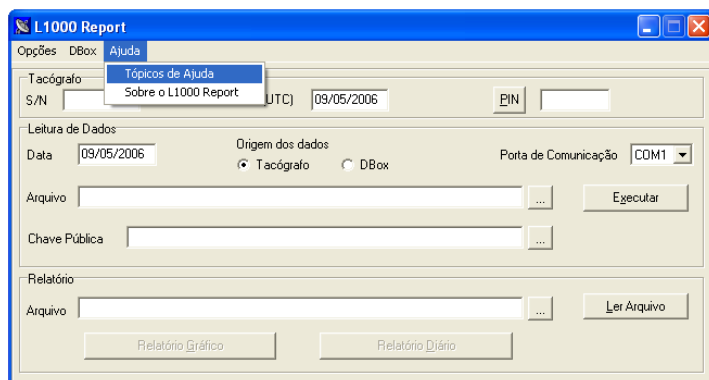 L1000 Report
Opções DBox Ajuda
Tópicos de Ajuda
Sobre o L1000 Report
Tacógrafo
S/N UTC) 09/05/2006 PIN
Leitura de Dados
Data 09/05/2006 Origem dos dados
Tacógrafo DBox Porta de Comunicação COM1
Arquivo ... Executar
Chave Pública ...
Relatório
Arquivo ... Ler Arquivo
Relatório Gráfico Relatório Diário